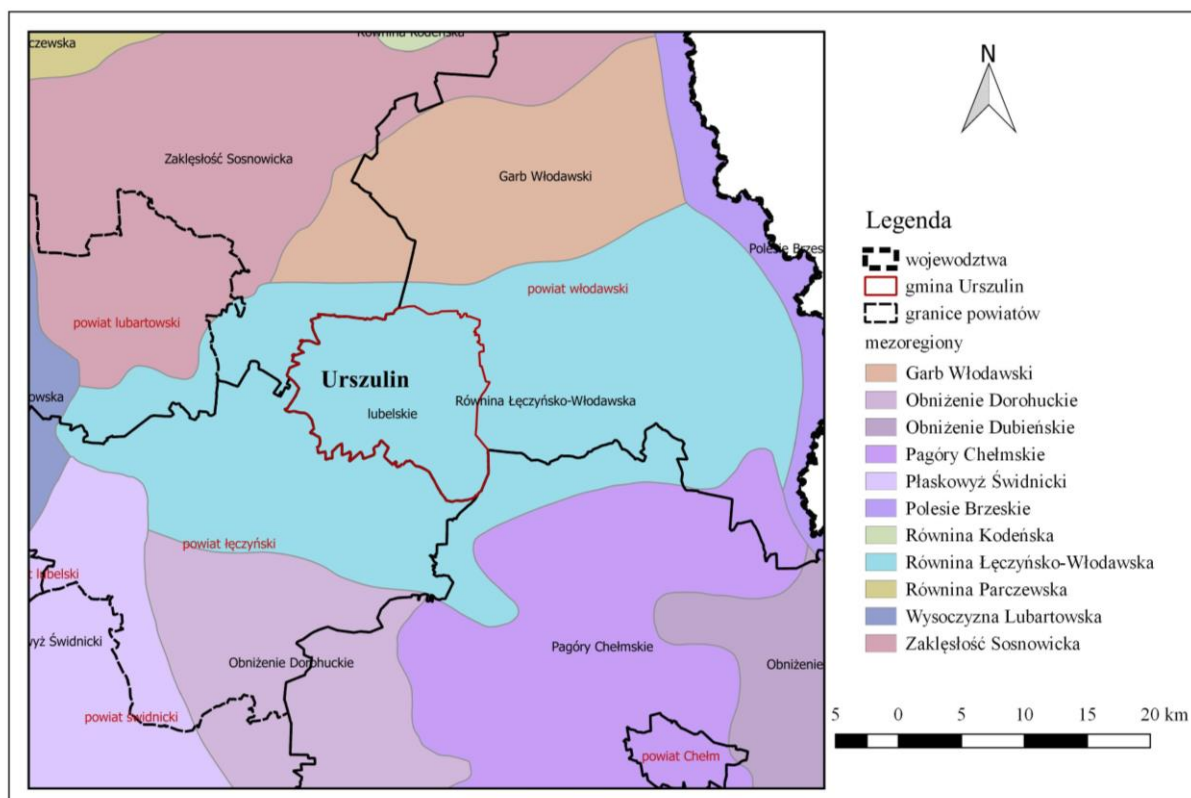 czewska
Równina Kodeńska
Zaklęsłość Sosnowicka
Garb Włodawski
Polesie Brzes
powiat włodawski
powiat lubartowski
Urszulin
lubelskie
Równina Łęczyńsko-Włodawska
owska
powiat łęczyński
t lubelski
yż Świdnicki
Obniżenie Dorohuckie
Pagóry Chełmskie
Obniżenie
powiat świdnicki
powiat Chełm
N
Legenda
wojewodztwa
gmina Urszulin
granice powiatów
mezoregiony
Garb Włodawski
Obniżenie Dorohuckie
Obniżenie Dubieńskie
Pagóry Chełmskie
Płaskowyż Świdnicki
Polesie Brzeskie
Równina Kodeńska
Równina Łęczyńsko-Włodawska
Równina Parczewska
Wysoczyzna Lubartowska
Zaklęsłość Sosnowicka
5 0 5 10 15 20 km